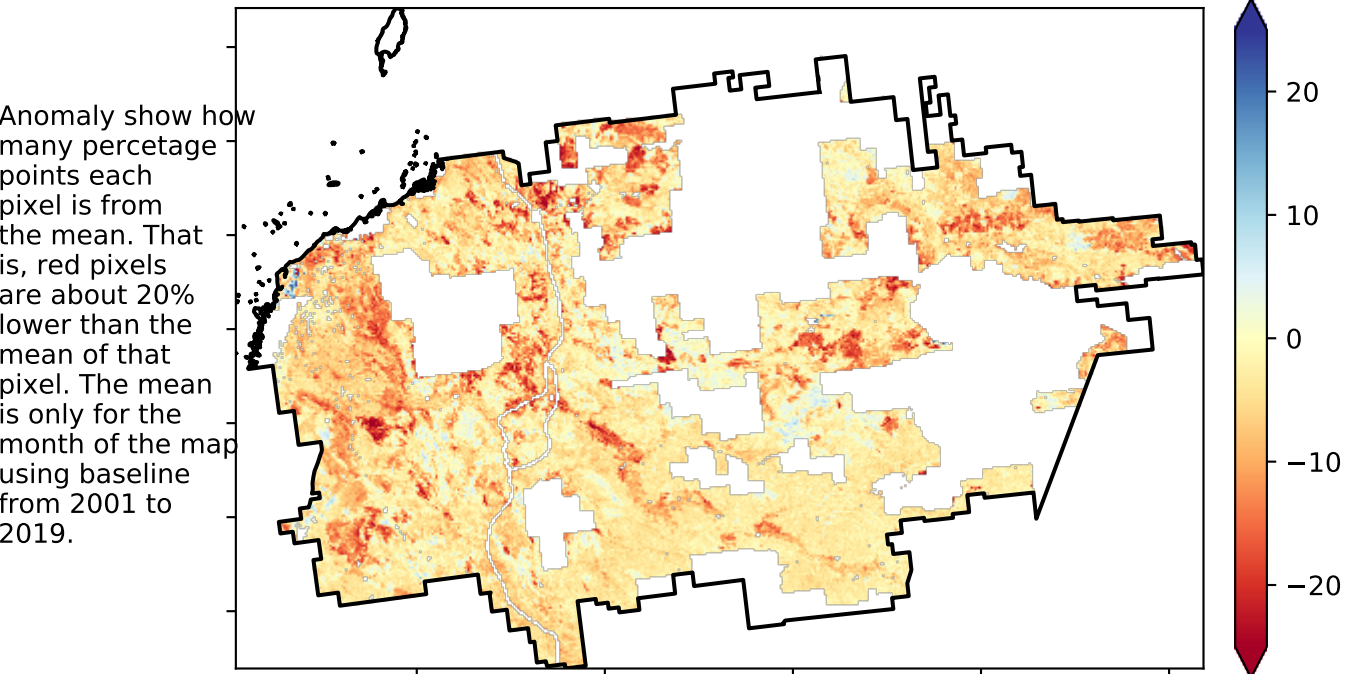 Anomaly show how
many percetage
points each
pixel is from
the mean. That
is, red pixels
are about 20%
lower than the
mean of that
pixel. The mean
is only for the
month of the map
using baseline
from 2001 to
2019.
20
10
0
−10
−20